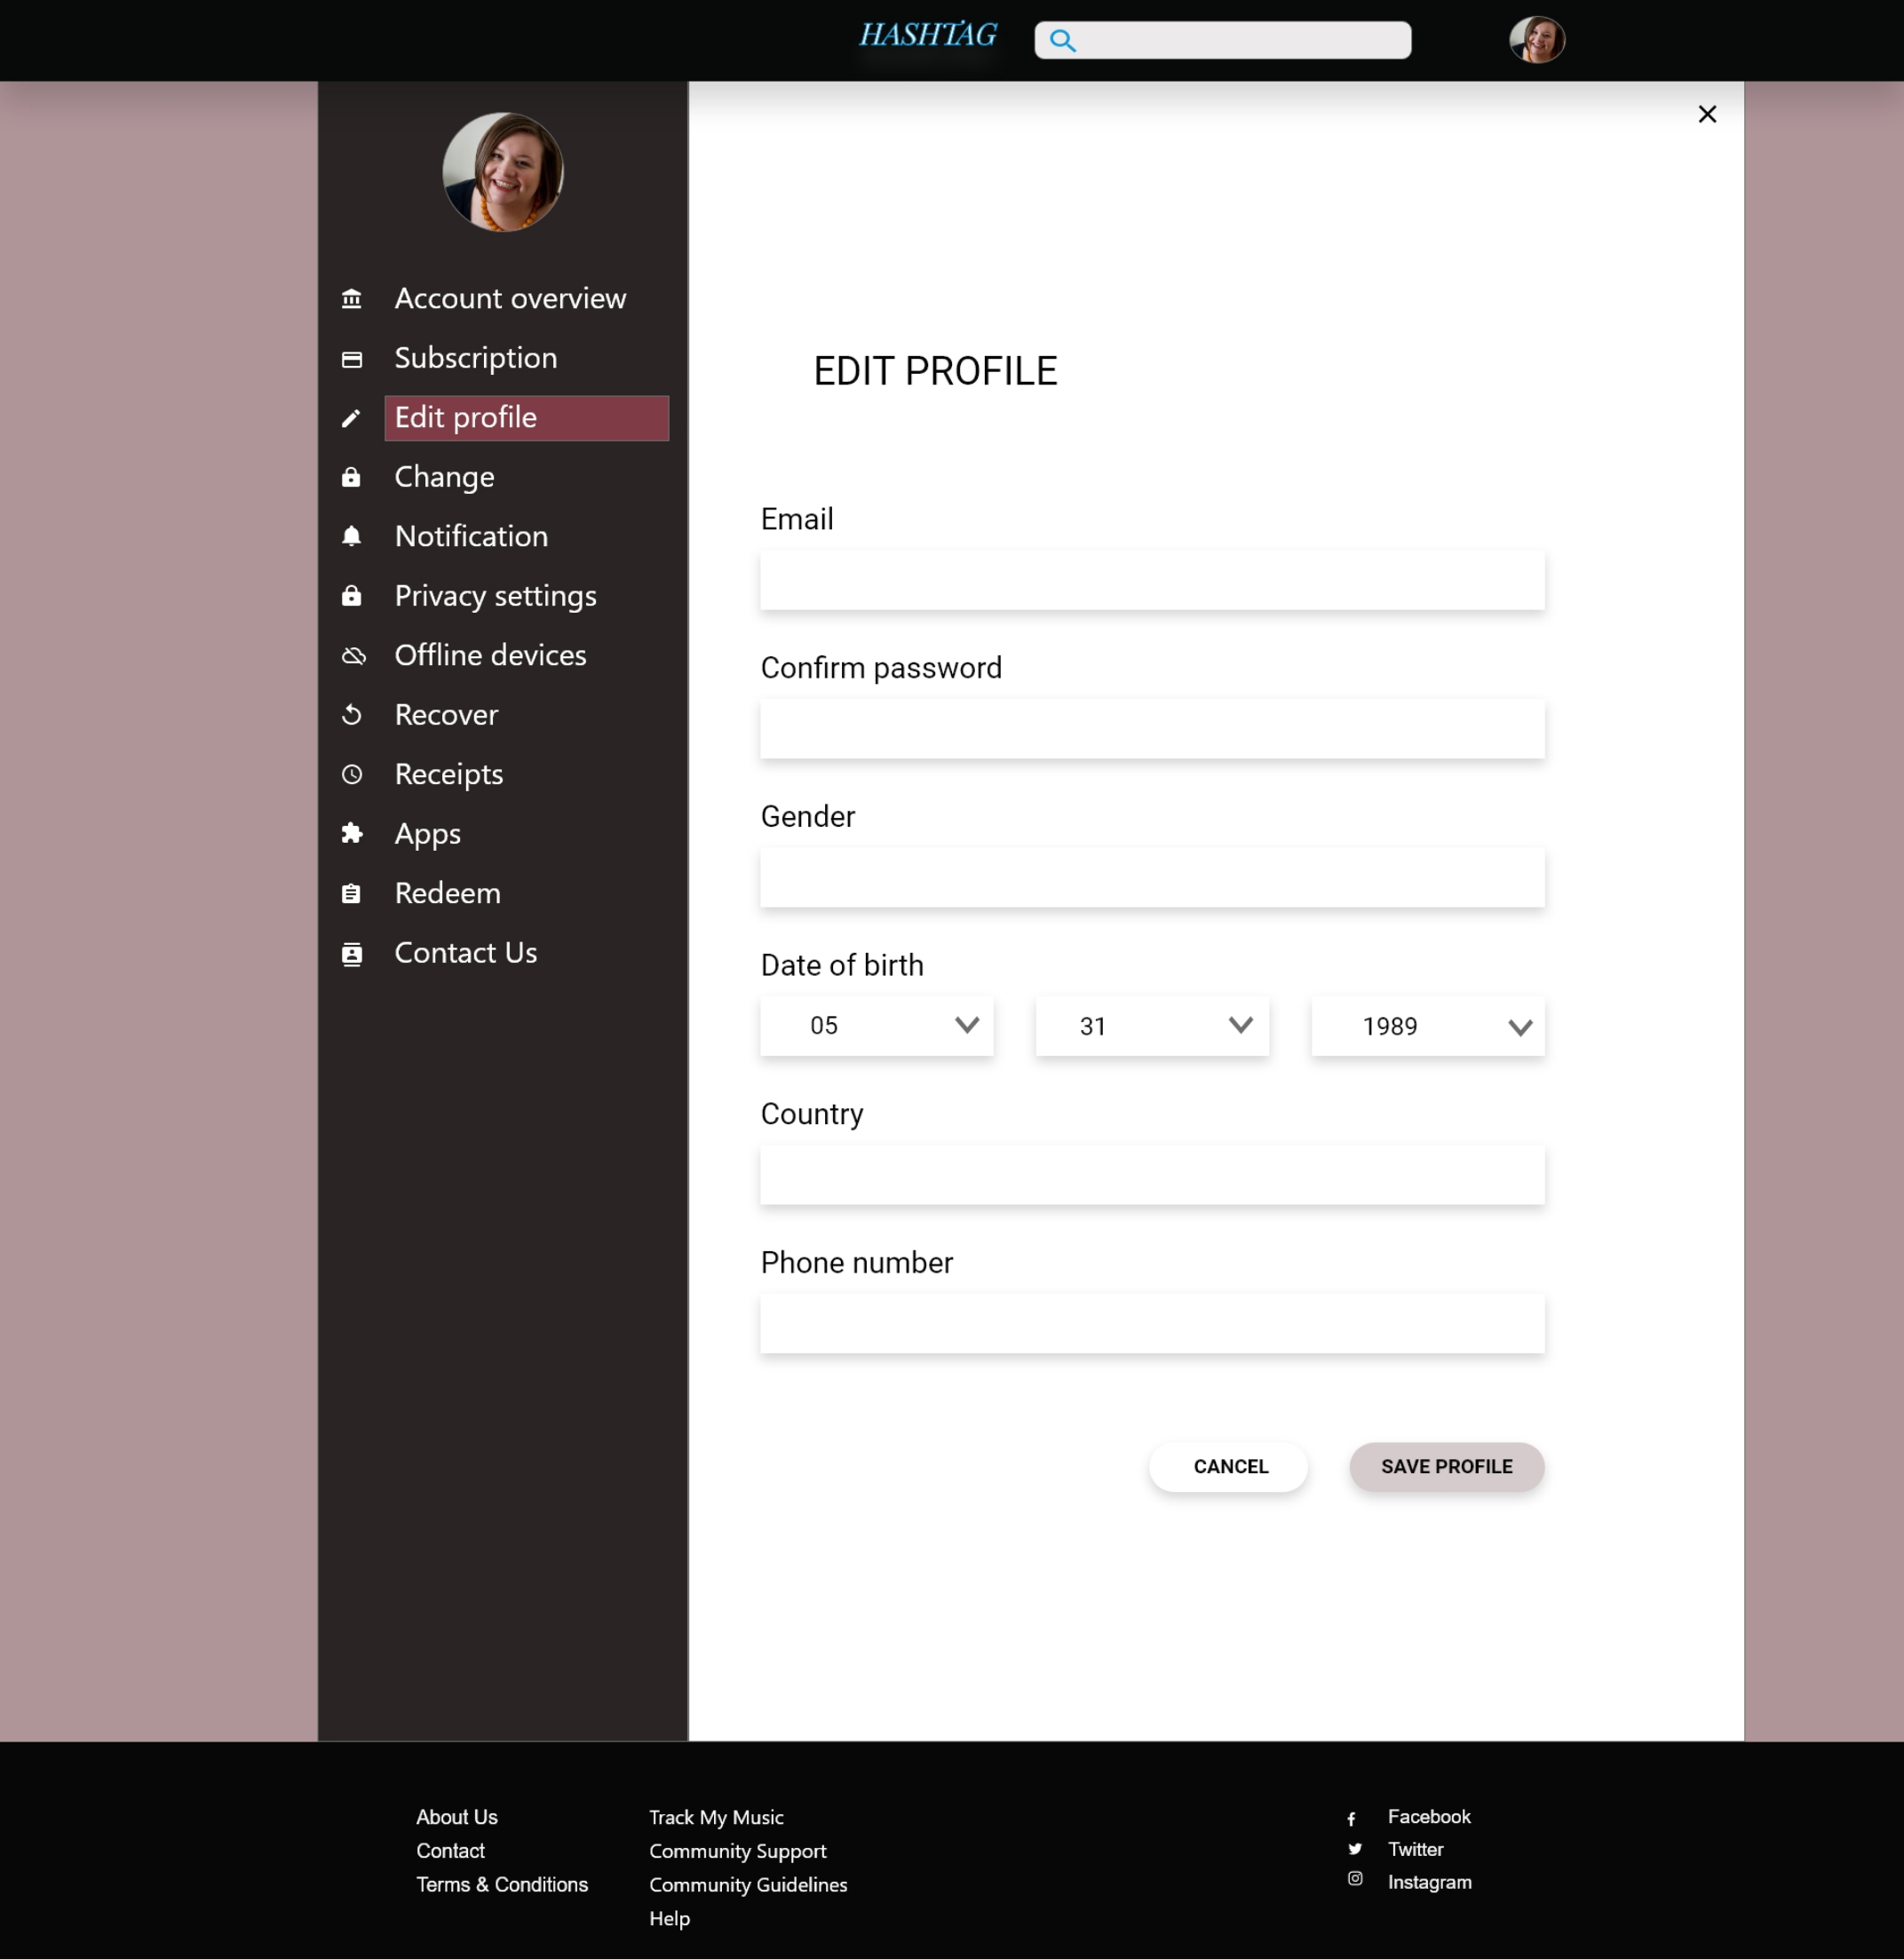 HASHTAG
Account overview
Subscription
Edit profile
Change
Notification
Privacy settings
Offline devices
Recover
Receipts
Apps
Redeem
Contact Us
EDIT PROFILE
Email
Confirm password
Gender
Date of birth
05 31 1989
Country
Phone number
CANCEL SAVE PROFILE
About Us
Contact
Terms & Conditions
Track My Music
Community Support
Community Guidelines
Help
Facebook
Twitter
Instagram